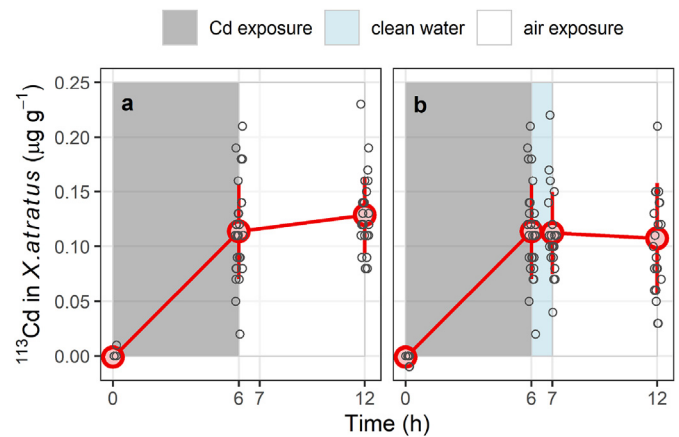 Cd exposure clean water air exposure
¹¹³Cd in X.atratus (µg g⁻¹)
0.25
0.20
0.15
0.10
0.05
0.00
a
b
0 6 7 12
0 6 7 12
Time (h)